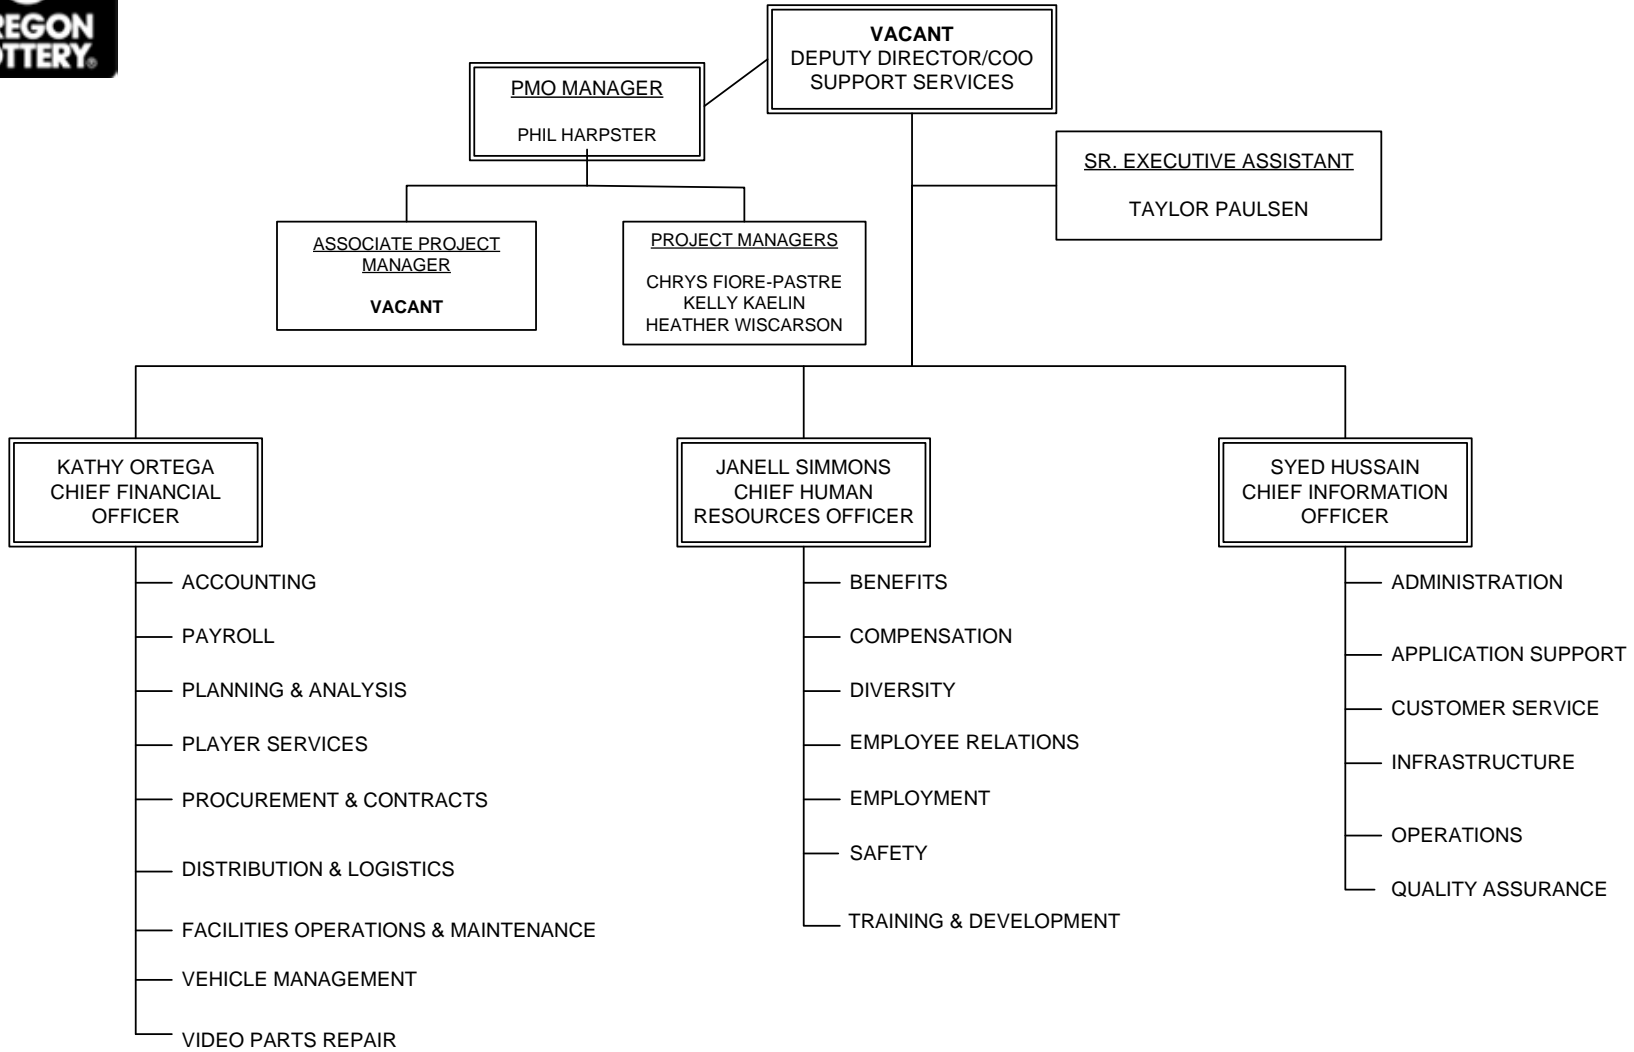 LOTTERY®
VACANT
DEPUTY DIRECTOR/COO
SUPPORT SERVICES
PMO MANAGER
PHIL HARPSTER
SR. EXECUTIVE ASSISTANT
TAYLOR PAULSEN
ASSOCIATE PROJECT
MANAGER
VACANT
PROJECT MANAGERS
CHRYS FIORE-PASTRE
KELLY KAELIN
HEATHER WISCARSON
KATHY ORTEGA
CHIEF FINANCIAL
OFFICER
ACCOUNTING
PAYROLL
PLANNING & ANALYSIS
PLAYER SERVICES
PROCUREMENT & CONTRACTS
DISTRIBUTION & LOGISTICS
FACILITIES OPERATIONS & MAINTENANCE
VEHICLE MANAGEMENT
VIDEO PARTS REPAIR
JANELL SIMMONS
CHIEF HUMAN
RESOURCES OFFICER
BENEFITS
COMPENSATION
DIVERSITY
EMPLOYEE RELATIONS
EMPLOYMENT
SAFETY
TRAINING & DEVELOPMENT
SYED HUSSAIN
CHIEF INFORMATION
OFFICER
ADMINISTRATION
APPLICATION SUPPORT
CUSTOMER SERVICE
INFRASTRUCTURE
OPERATIONS
QUALITY ASSURANCE